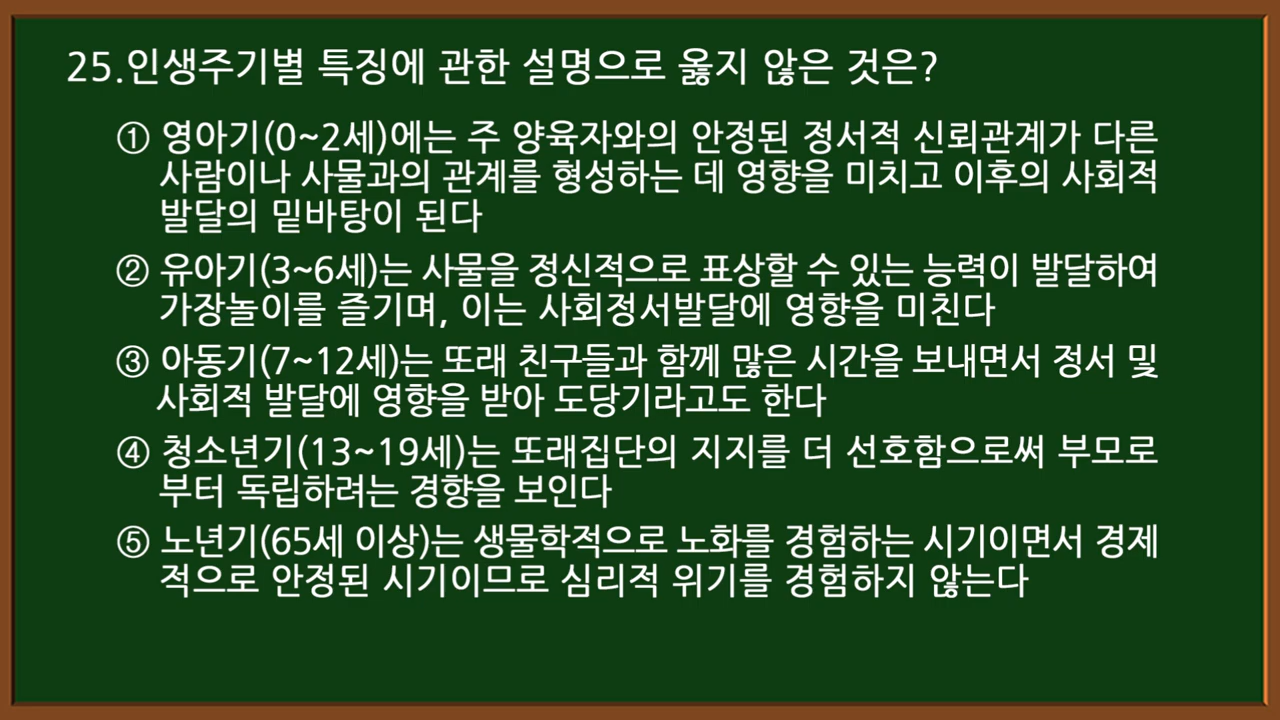 25.인생주기별 특징에 관한 설명으로 옳지 않은 것은?
① 영아기(0~2세)에는 주 양육자와의 안정된 정서적 신뢰관계가 다른
사람이나 사물과의 관계를 형성하는 데 영향을 미치고 이후의 사회적
발달의 밑바탕이 된다
② 유아기(3~6세)는 사물을 정신적으로 표상할 수 있는 능력이 발달하여
가장놀이를 즐기며, 이는 사회정서발달에 영향을 미친다
③ 아동기(7~12세)는 또래 친구들과 함께 많은 시간을 보내면서 정서 및
사회적 발달에 영향을 받아 도당기라고도 한다
④ 청소년기(13~19세)는 또래집단의 지지를 더 선호함으로써 부모로
부터 독립하려는 경향을 보인다
⑤ 노년기(65세 이상)는 생물학적으로 노화를 경험하는 시기이면서 경제
적으로 안정된 시기이므로 심리적 위기를 경험하지 않는다